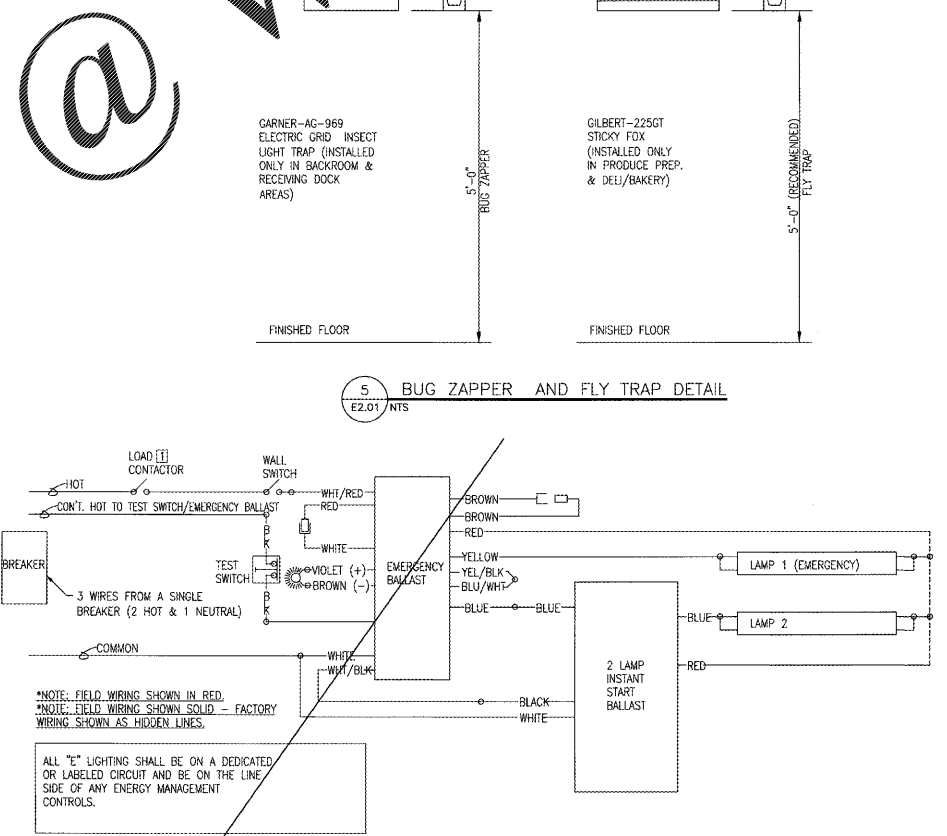 @
GARNER-AG-969
ELECTRIC GRID INSECT
LIGHT TRAP (INSTALLED
ONLY IN BACKROOM &
RECEIVING DOCK
AREAS)
5'-0"
BUG ZAPPER
GILBERT-225GT
STICKY FOX
(INSTALLED ONLY
IN PRODUCE PREP.
& DELI/BAKERY)
5'-0" (RECOMMENDED)
FLY TRAP
FINISHED FLOOR
FINISHED FLOOR
5
E2.01
BUG ZAPPER AND FLY TRAP DETAIL
NTS
LOAD 1
CONTACTOR
WALL
SWITCH
HOT
CON'T. HOT TO TEST SWITCH/EMERGENCY BALLAST
WHT/RED
RED
WHITE
BREAKER
3 WIRES FROM A SINGLE
BREAKER (2 HOT & 1 NEUTRAL)
B
K
TEST
SWITCH
B
K
VIOLET (+)
BROWN (-)
EMERGENCY
BALLAST
BROWN
BROWN
RED
YELLOW
YEL/BLK
BLU/WHT
BLUE
BLUE
LAMP 1 (EMERGENCY)
BLUE
LAMP 2
RED
2 LAMP
INSTANT
START
BALLAST
COMMON
WHITE
WHT/BLK
BLACK
WHITE
*NOTE: FIELD WIRING SHOWN IN RED.
*NOTE: FIELD WIRING SHOWN SOLID - FACTORY
WIRING SHOWN AS HIDDEN LINES.
ALL "E" LIGHTING SHALL BE ON A DEDICATED
OR LABELED CIRCUIT AND BE ON THE LINE
SIDE OF ANY ENERGY MANAGEMENT
CONTROLS.